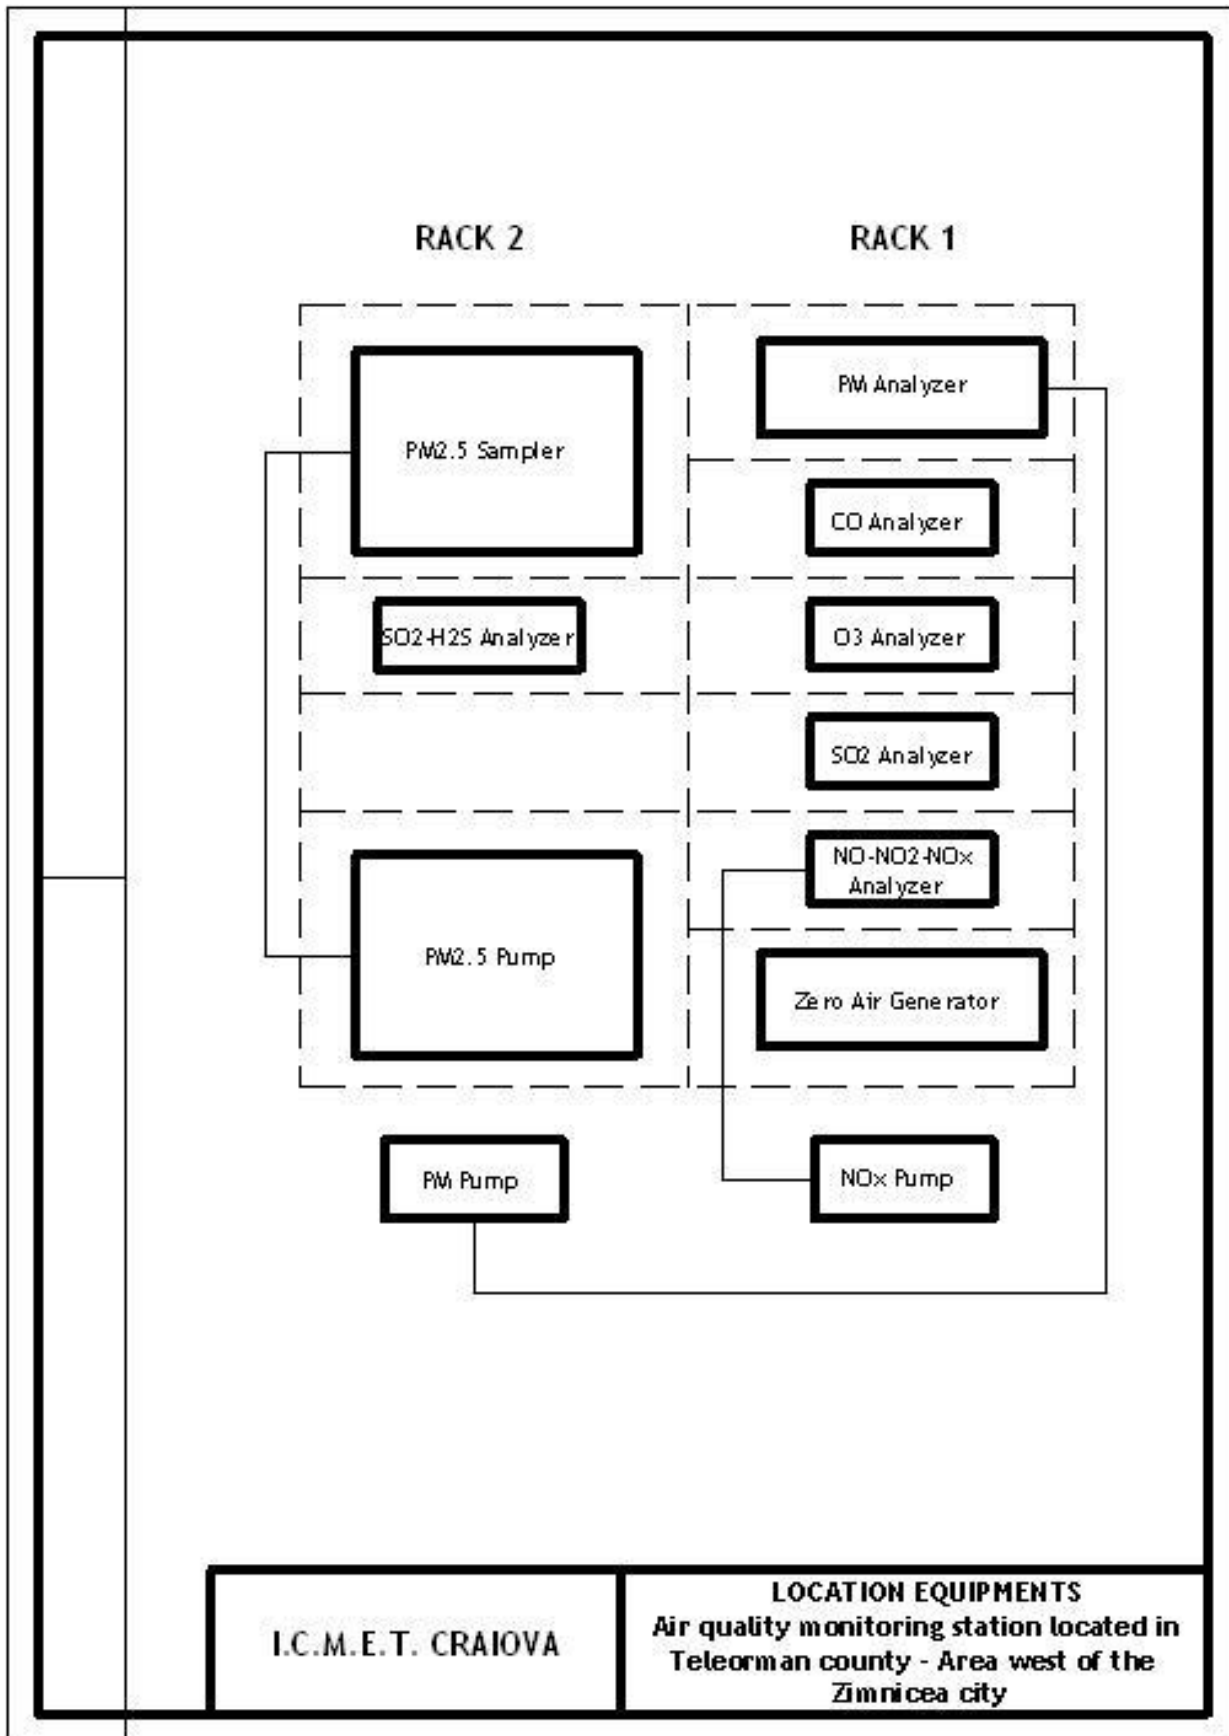 RACK 2
RACK 1
PM2.5 Sampler
PM Analyzer
CO Analyzer
SO2-H2S Analyzer
O3 Analyzer
SO2 Analyzer
NO-NO2-NOx
Analyzer
PM2.5 Pump
Zero Air Generator
PM Pump
NOx Pump
I.C.M.E.T. CRAIOVA
LOCATION EQUIPMENTS
Air quality monitoring station located in
Teleorman county - Area west of the
Zimnicea city